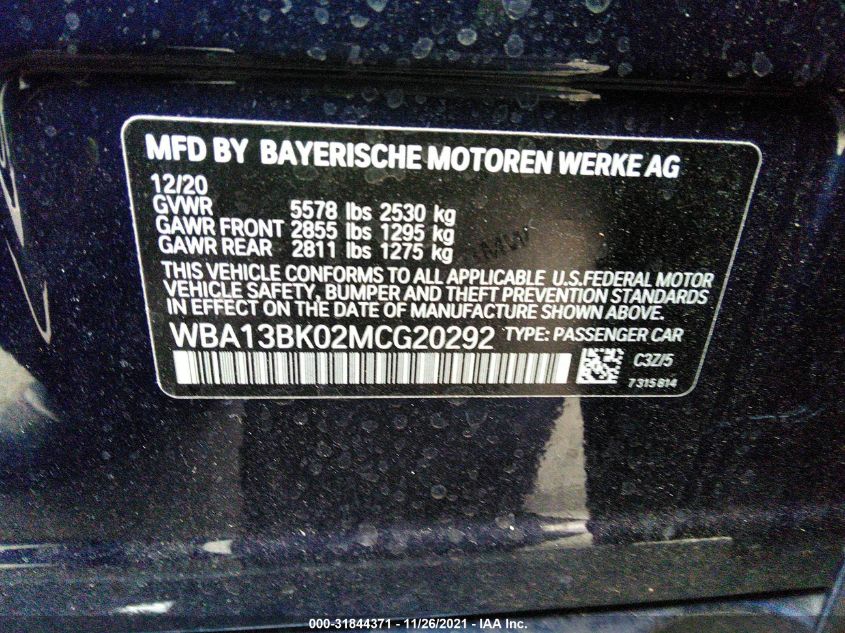 MFD BY BAYERISCHE MOTOREN WERKE AG
12/20
GVWR 5578 lbs 2530 kg
GAWR FRONT 2855 lbs 1295 kg
GAWR REAR 2811 lbs 1275 kg
BMW
THIS VEHICLE CONFORMS TO ALL APPLICABLE U.S.FEDERAL MOTOR
VEHICLE SAFETY, BUMPER AND THEFT PREVENTION STANDARDS
IN EFFECT ON THE DATE OF MANUFACTURE SHOWN ABOVE.
WBA13BK02MCG20292 TYPE: PASSENGER CAR
C3Z/5
7315814
000-31844371 - 11/26/2021 - IAA Inc.